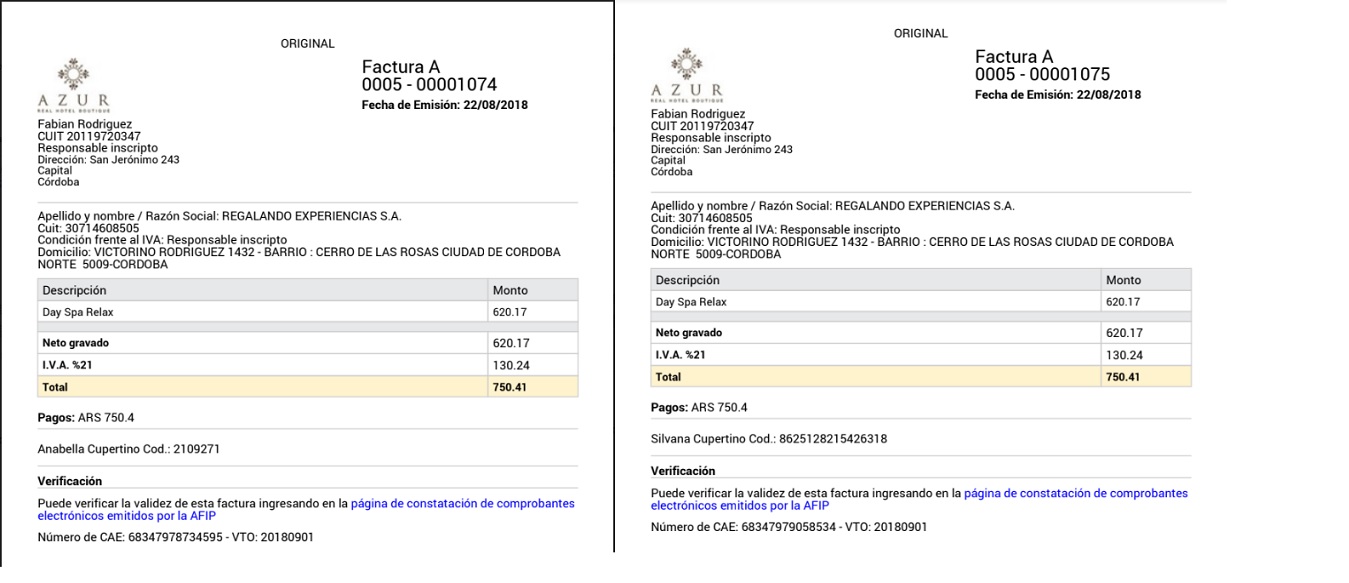 ORIGINAL
AZUR
REAL HOTEL BOUTIQUE
Factura A
0005 - 00001074
Fecha de Emisión: 22/08/2018
Fabian Rodriguez
CUIT 20119720347
Responsable inscripto
Dirección: San Jerónimo 243
Capital
Córdoba
Apellido y nombre / Razón Social: REGALANDO EXPERIENCIAS S.A.
Cuit: 30714608505
Condición frente al IVA: Responsable inscripto
Domicilio: VICTORINO RODRIGUEZ 1432 - BARRIO : CERRO DE LAS ROSAS CIUDAD DE CORDOBA
NORTE 5009-CORDOBA
Descripción Monto
Day Spa Relax 620.17
Neto gravado 620.17
I.V.A. %21 130.24
Total 750.41
Pagos: ARS 750.4
Anabella Cupertino Cod.: 2109271
Verificación
Puede verificar la validez de esta factura ingresando en la página de constatación de comprobantes
electrónicos emitidos por la AFIP
Número de CAE: 68347978734595 - VTO: 20180901
ORIGINAL
AZUR
REAL HOTEL BOUTIQUE
Factura A
0005 - 00001075
Fecha de Emisión: 22/08/2018
Fabian Rodriguez
CUIT 20119720347
Responsable inscripto
Dirección: San Jerónimo 243
Capital
Córdoba
Apellido y nombre / Razón Social: REGALANDO EXPERIENCIAS S.A.
Cuit: 30714608505
Condición frente al IVA: Responsable inscripto
Domicilio: VICTORINO RODRIGUEZ 1432 - BARRIO : CERRO DE LAS ROSAS CIUDAD DE CORDOBA
NORTE 5009-CORDOBA
Descripción Monto
Day Spa Relax 620.17
Neto gravado 620.17
I.V.A. %21 130.24
Total 750.41
Pagos: ARS 750.4
Silvana Cupertino Cod.: 8625128215426318
Verificación
Puede verificar la validez de esta factura ingresando en la página de constatación de comprobantes
electrónicos emitidos por la AFIP
Número de CAE: 68347979058534 - VTO: 20180901